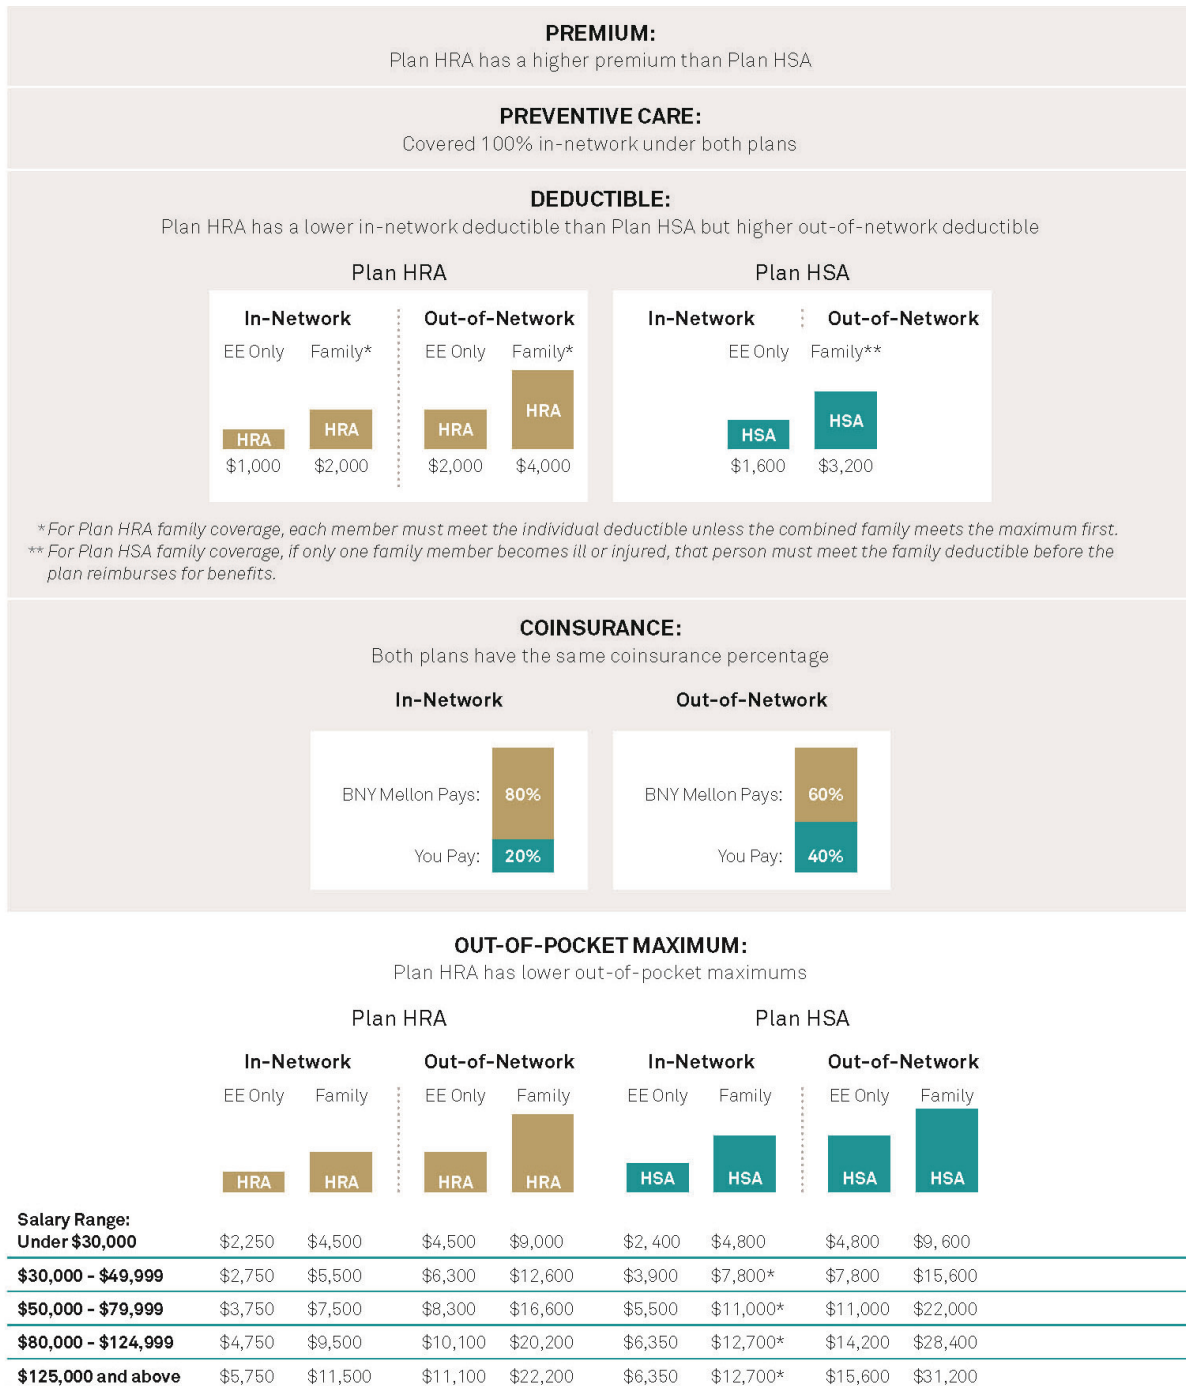 PREMIUM:
Plan HRA has a higher premium than Plan HSA
PREVENTIVE CARE:
Covered 100% in-network under both plans
DEDUCTIBLE:
Plan HRA has a lower in-network deductible than Plan HSA but higher out-of-network deductible
Plan HRA Plan HSA
In-Network Out-of-Network In-Network Out-of-Network
EE Only Family* EE Only Family* EE Only Family**
HRA HRA HRA HRA HSA HSA
$1,000 $2,000 $2,000 $4,000 $1,600 $3,200
*For Plan HRA family coverage, each member must meet the individual deductible unless the combined family meets the maximum first.
** For Plan HSA family coverage, if only one family member becomes ill or injured, that person must meet the family deductible before the
plan reimburses for benefits.
COINSURANCE:
Both plans have the same coinsurance percentage
In-Network Out-of-Network
BNY Mellon Pays: 80% BNY Mellon Pays: 60%
You Pay: 20% You Pay: 40%
OUT-OF-POCKET MAXIMUM:
Plan HRA has lower out-of-pocket maximums
Plan HRA Plan HSA
In-Network Out-of-Network In-Network Out-of-Network
EE Only Family EE Only Family EE Only Family EE Only Family
HRA HRA HRA HRA HSA HSA HSA HSA
Salary Range:
Under $30,000 $2,250 $4,500 $4,500 $9,000 $2, 400 $4,800 $4,800 $9, 600
$30,000 - $49,999 $2,750 $5,500 $6,300 $12,600 $3,900 $7,800* $7,800 $15,600
$50,000 - $79,999 $3,750 $7,500 $8,300 $16,600 $5,500 $11,000* $11,000 $22,000
$80,000 - $124,999 $4,750 $9,500 $10,100 $20,200 $6,350 $12,700* $14,200 $28,400
$125,000 and above $5,750 $11,500 $11,100 $22,200 $6,350 $12,700* $15,600 $31,200